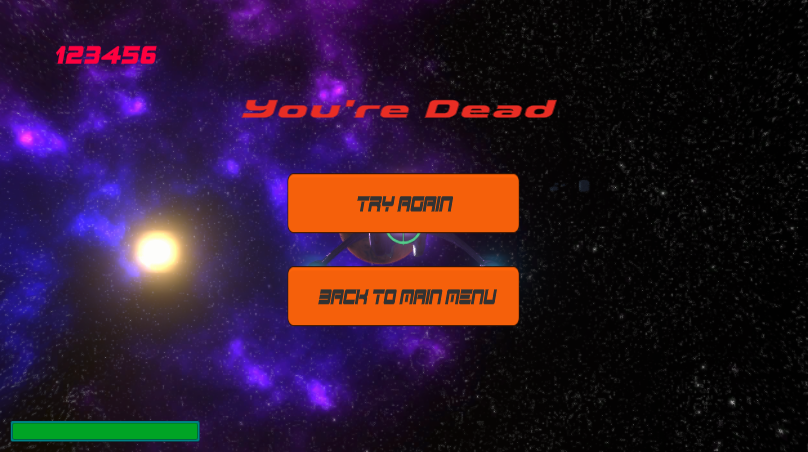 123456
You're Dead
TRY AGAIN
BACK TO MAIN MENU